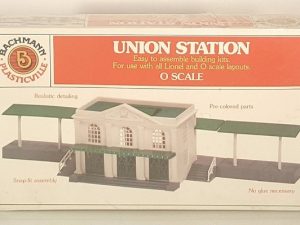 BACHMANN
PLASTICVILLE
UNION STATION
Easy to assemble building kits.
For use with all Lionel and O scale layouts.
O SCALE
Realistic detailing
Pre colored parts
Snap-fit assembly
No glue necessary